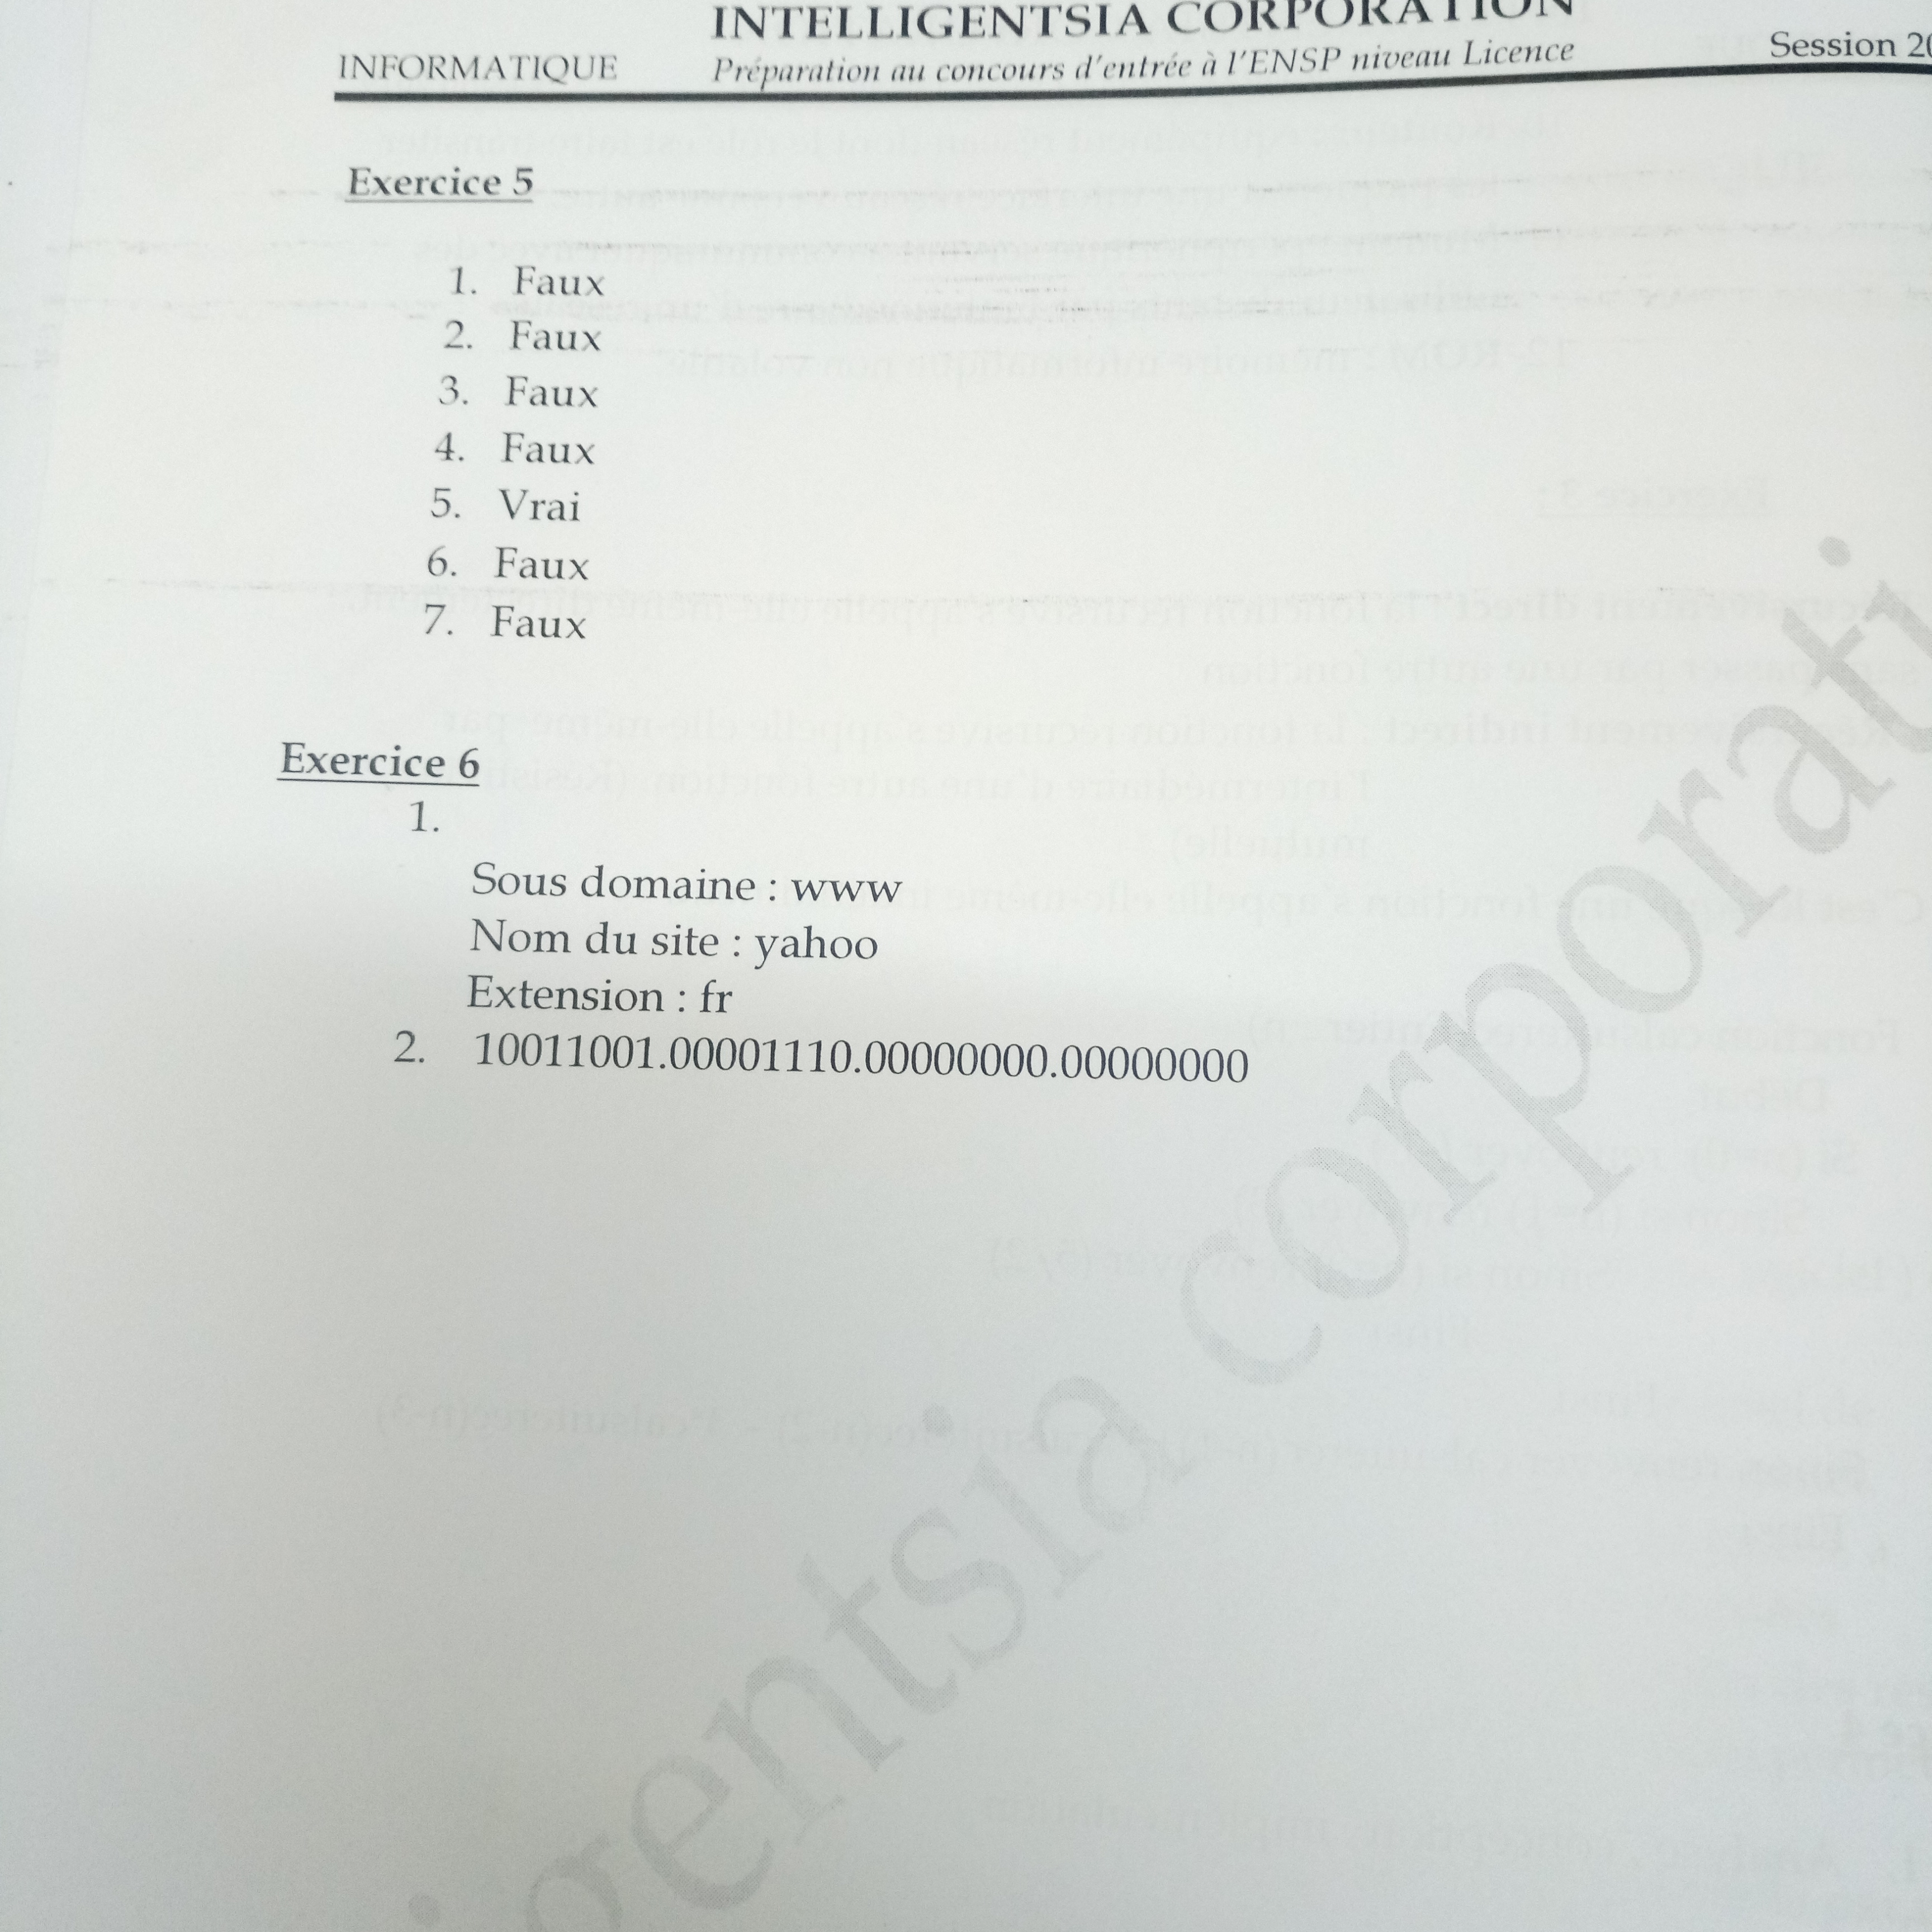 INTELLIGENTSIA CORPORATION
INFORMATIQUE
Préparation au concours d'entrée à l'ENSP niveau Licence
Session 20
Exercice 5
1. Faux
2. Faux
3. Faux
4. Faux
5. Vrai
6. Faux
7. Faux
Exercice 6
1.
Sous domaine : www
Nom du site : yahoo
Extension : fr
2. 10011001.00001110.00000000.00000000
igentsia corporati